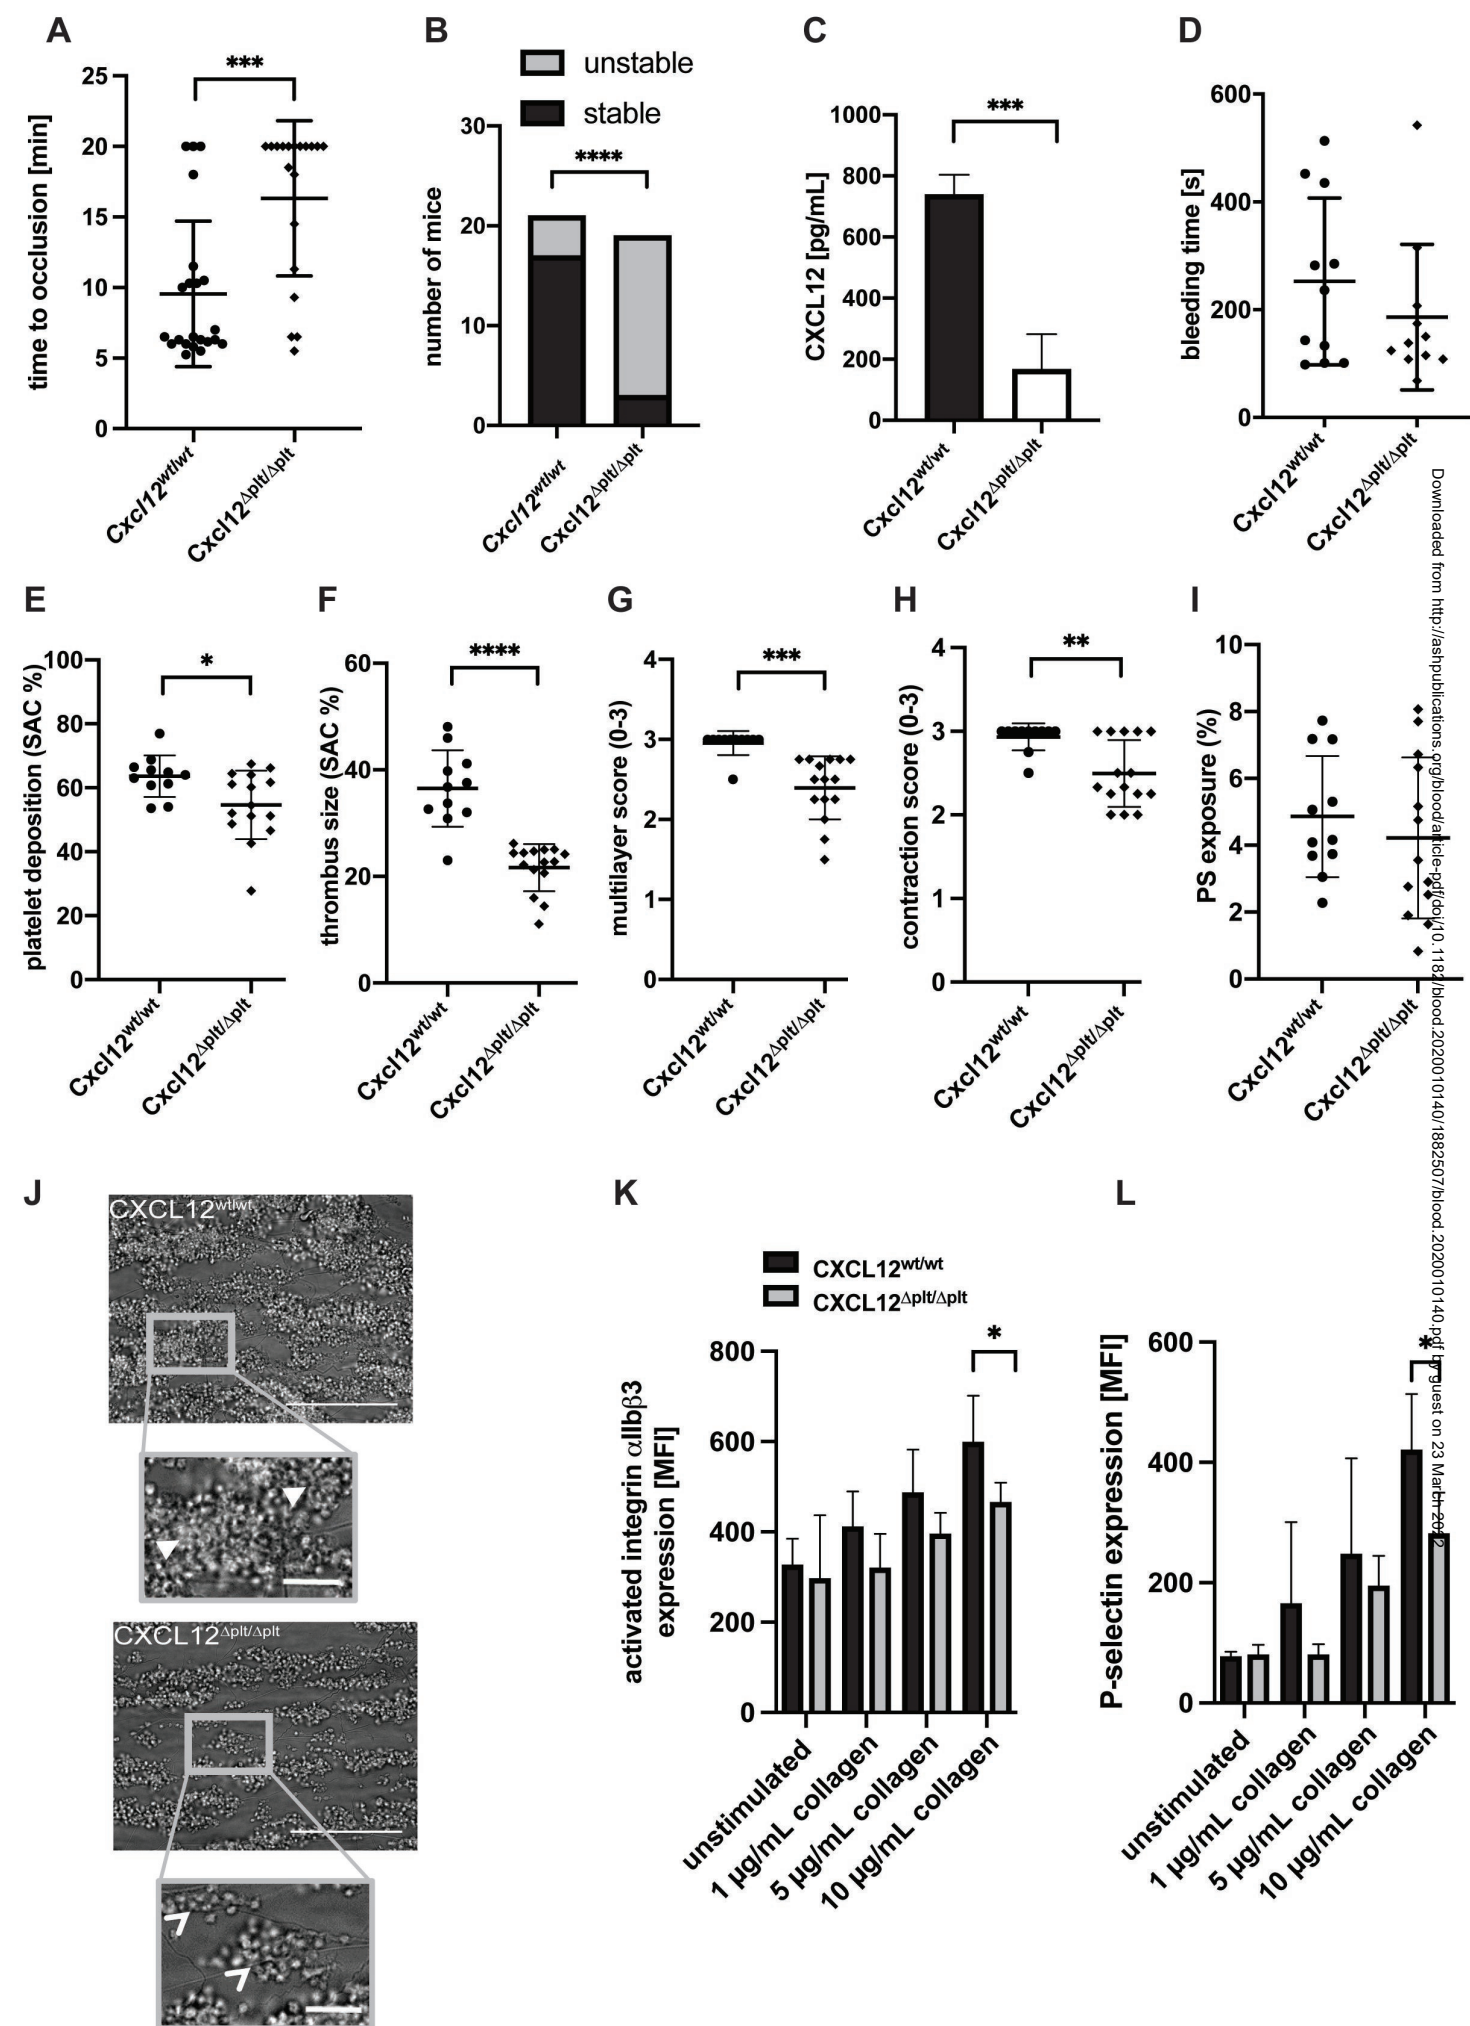 A
time to occlusion [min]
25
20
15
10
5
0
***
Cxcl12wt/wt
Cxcl12Δplt/Δplt
B
unstable
stable
number of mice
30
20
10
0
****
Cxcl12wt/wt
Cxcl12Δplt/Δplt
C
CXCL12 [pg/mL]
1000
800
600
400
200
0
***
Cxcl12wt/wt
Cxcl12Δplt/Δplt
D
bleeding time [s]
600
400
200
0
Cxcl12wt/wt
Cxcl12Δplt/Δplt
E
platelet deposition (SAC %)
100
80
60
40
20
0
*
Cxcl12wt/wt
Cxcl12Δplt/Δplt
F
thrombus size (SAC %)
60
40
20
0
****
Cxcl12wt/wt
Cxcl12Δplt/Δplt
G
multilayer score (0-3)
4
3
2
1
0
***
Cxcl12wt/wt
Cxcl12Δplt/Δplt
H
contraction score (0-3)
4
3
2
1
0
**
Cxcl12wt/wt
Cxcl12Δplt/Δplt
I
PS exposure (%)
10
8
6
4
2
0
Cxcl12wt/wt
Cxcl12Δplt/Δplt
J
CXCL12wt/wt
CXCL12Δplt/Δplt
K
CXCL12wt/wt
CXCL12Δplt/Δplt
activated integrin αIIbβ3
expression [MFI]
800
600
400
200
0
*
unstimulated
1 µg/mL collagen
5 µg/mL collagen
10 µg/mL collagen
L
P-selectin expression [MFI]
600
400
200
0
*
unstimulated
1 µg/mL collagen
5 µg/mL collagen
10 µg/mL collagen
Downloaded from http://ashpublications.org/blood/article-pdf/doi/10.1182/blood.2020010140/1882507/blood.2020010140.pdf by guest on 23 March 2022